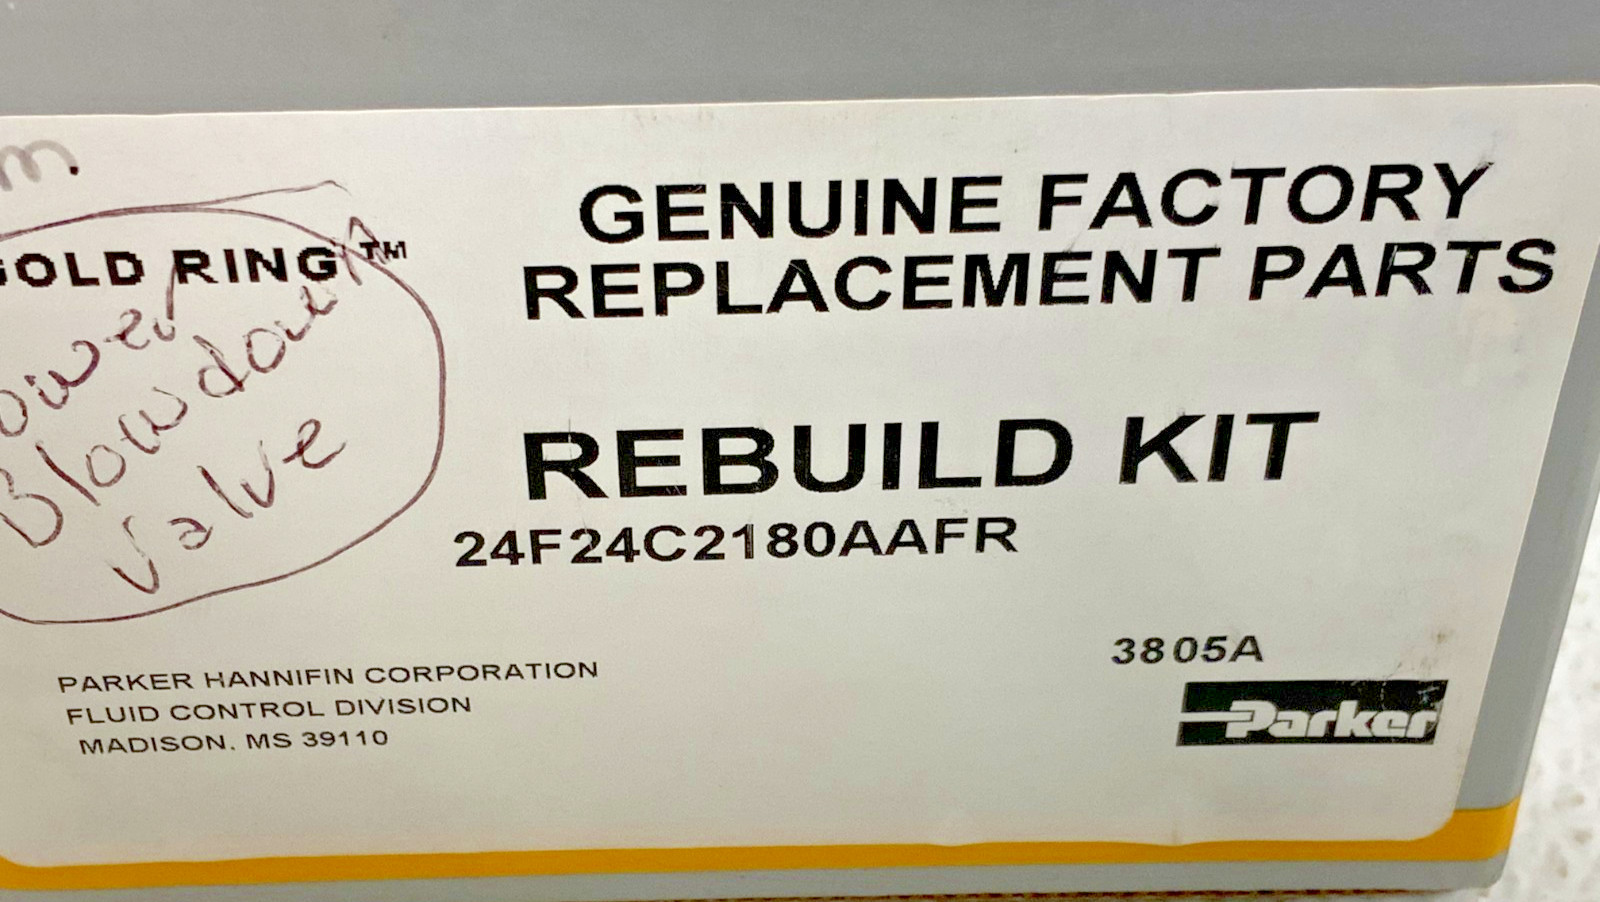 m.
GOLD RING™
Blowdown
Valve
GENUINE FACTORY
REPLACEMENT PARTS
REBUILD KIT
24F24C2180AAFR
PARKER HANNIFIN CORPORATION
FLUID CONTROL DIVISION
MADISON. MS 39110
3805A
Parker